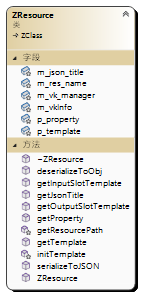 ZResource
类
→ ZClass
字段
m_json_title
m_res_name
m_vk_manager
m_vkInfo
p_property
p_template
方法
~ZResource
deserializeToObj
getInputSlotTemplate
getJsonTitle
getOutputSlotTemplate
getProperty
getResourcePath
getTemplate
initTemplate
serializeToJSON
ZResource